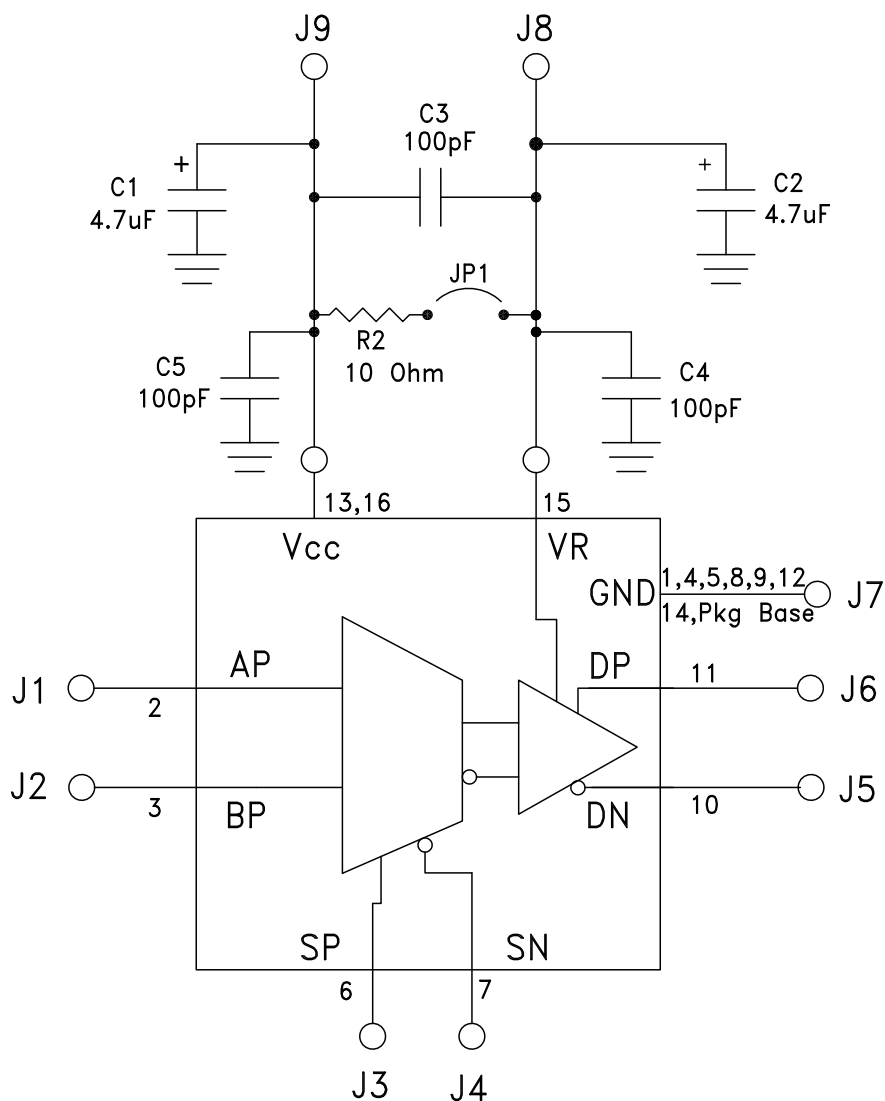 J9
J8
C3
100pF
+
+
C1
4.7uF
C2
4.7uF
JP1
R2
10 Ohm
C5
100pF
C4
100pF
13,16
15
Vcc
VR
GND
1,4,5,8,9,12
14,Pkg Base
J7
AP
DP
11
J1
2
J6
J2
3
BP
DN
10
J5
SP
SN
6
7
J3
J4